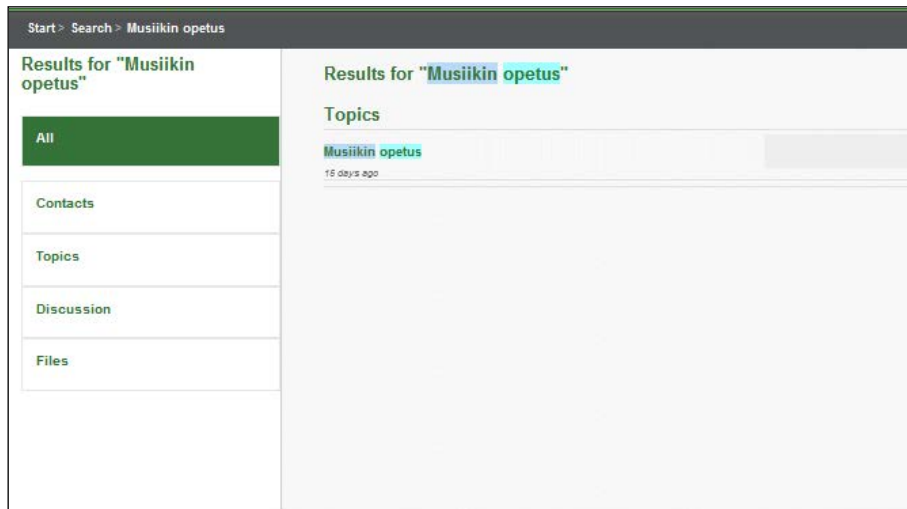 Start> Search> Musiikin opetus
Results for "Musiikin
opetus"
All
Contacts
Topics
Discussion
Files
Results for "Musiikin opetus"
Topics
Musiikin opetus
15 days ago